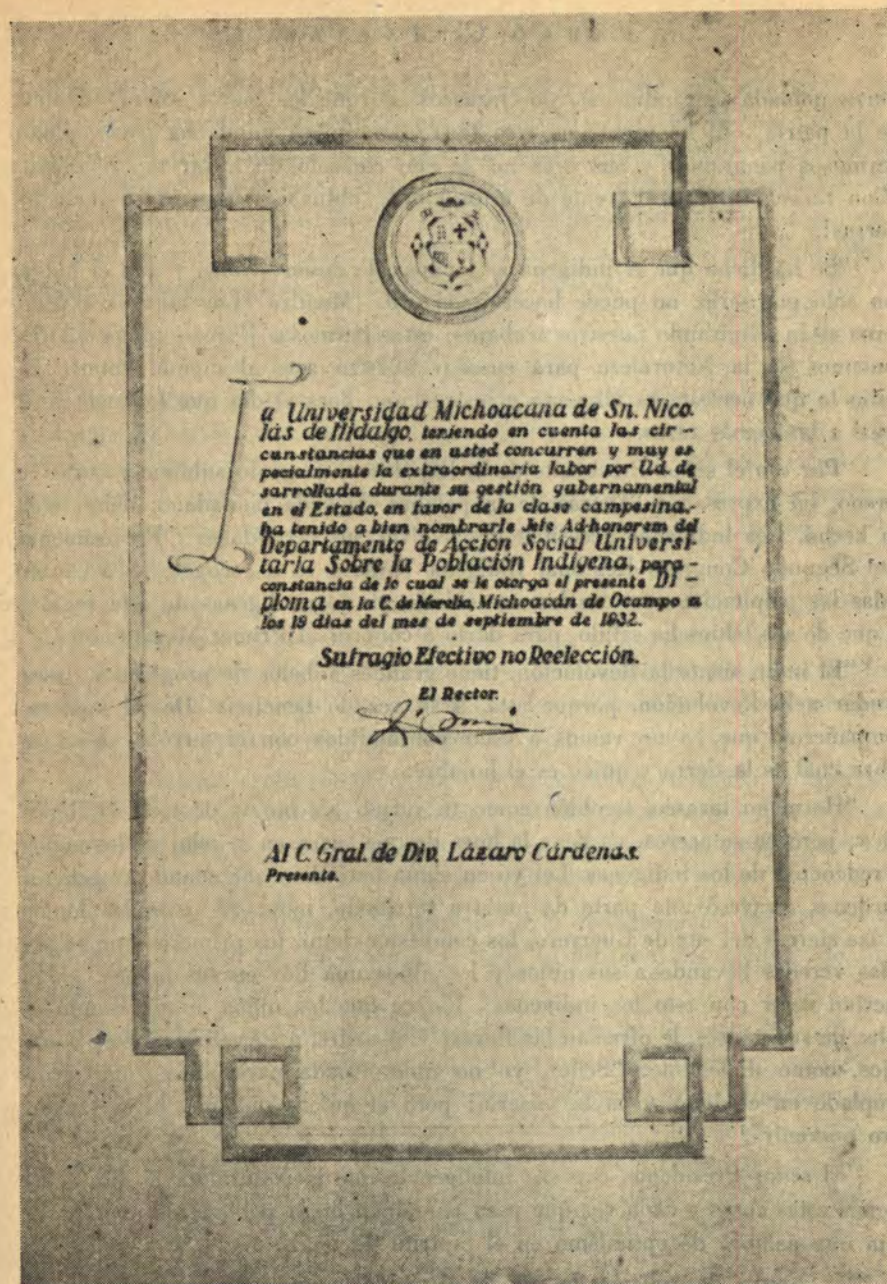 La Universidad Michoacana de Sn. Nico.
lás de Hidalgo, teniendo en cuenta las cir-
cunstancias que en usted concurren y muy es
pecialmente la extraordinaria labor por Ud. de
sarrollada durante su gestión gubernamental
en el Estado, en favor de la clase campesina,
ha tenido a bien nombrarle Jefe Ad-honorem del
Departamento de Acción Social Universi-
taria Sobre la Población Indígena, para-
constancia de lo cual se le otorga el presente Di-
ploma en la C. de Morelia, Michoacán de Ocampo a
los 19 días del mes de septiembre de 1932.
Sufragio Efectivo no Reelección.
El Rector.
Al C. Gral. de Div. Lázaro Cárdenas.
Presente.